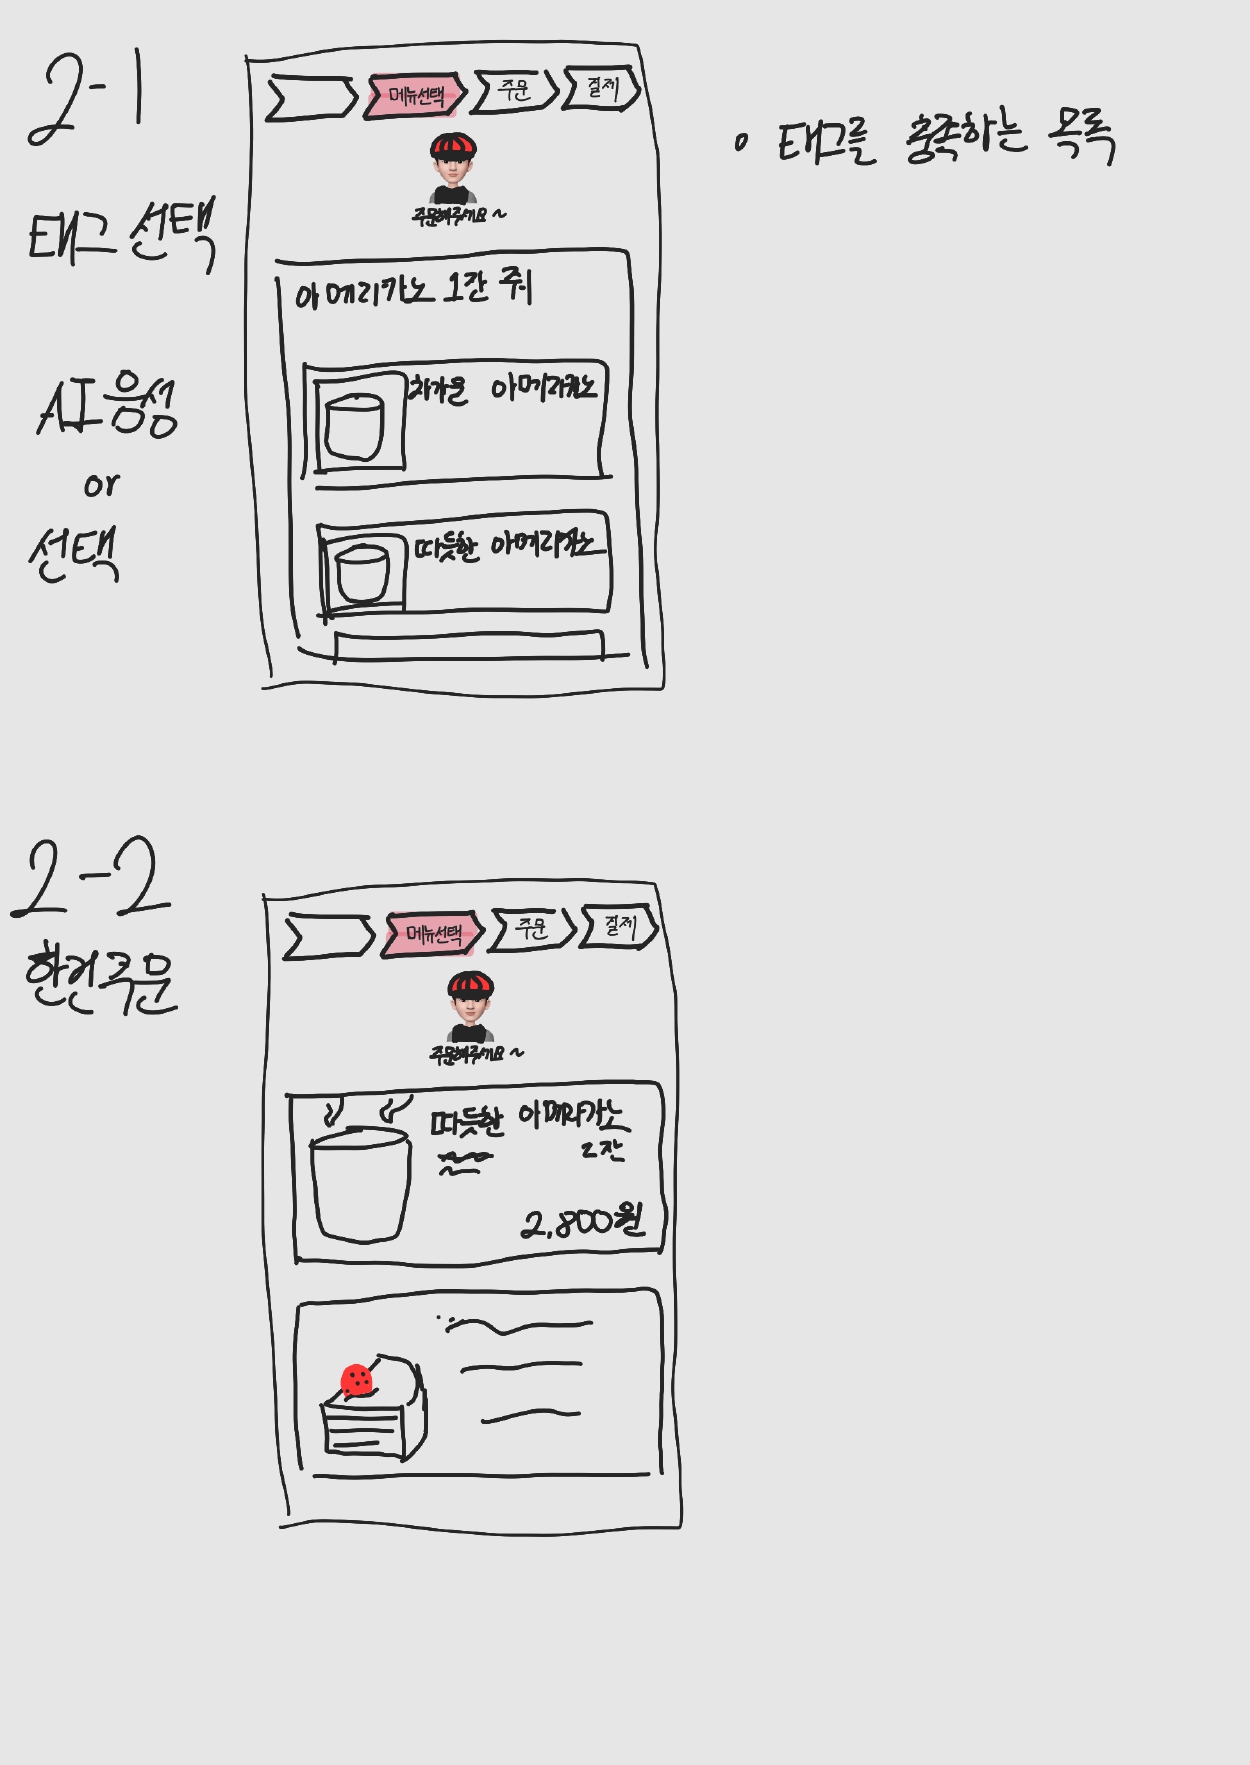 2-1
태그 선택
AI 음성
or
선택
메뉴선택
주문
결제
주문해주세요~
아메리카노 1잔 줘
차가운 아메리카노
따뜻한 아메리카노
• 태그를 충족하는 목록
2-2
한건주문
메뉴선택
주문
결제
주문해주세요~
따뜻한 아메리카노
2잔
2,800원